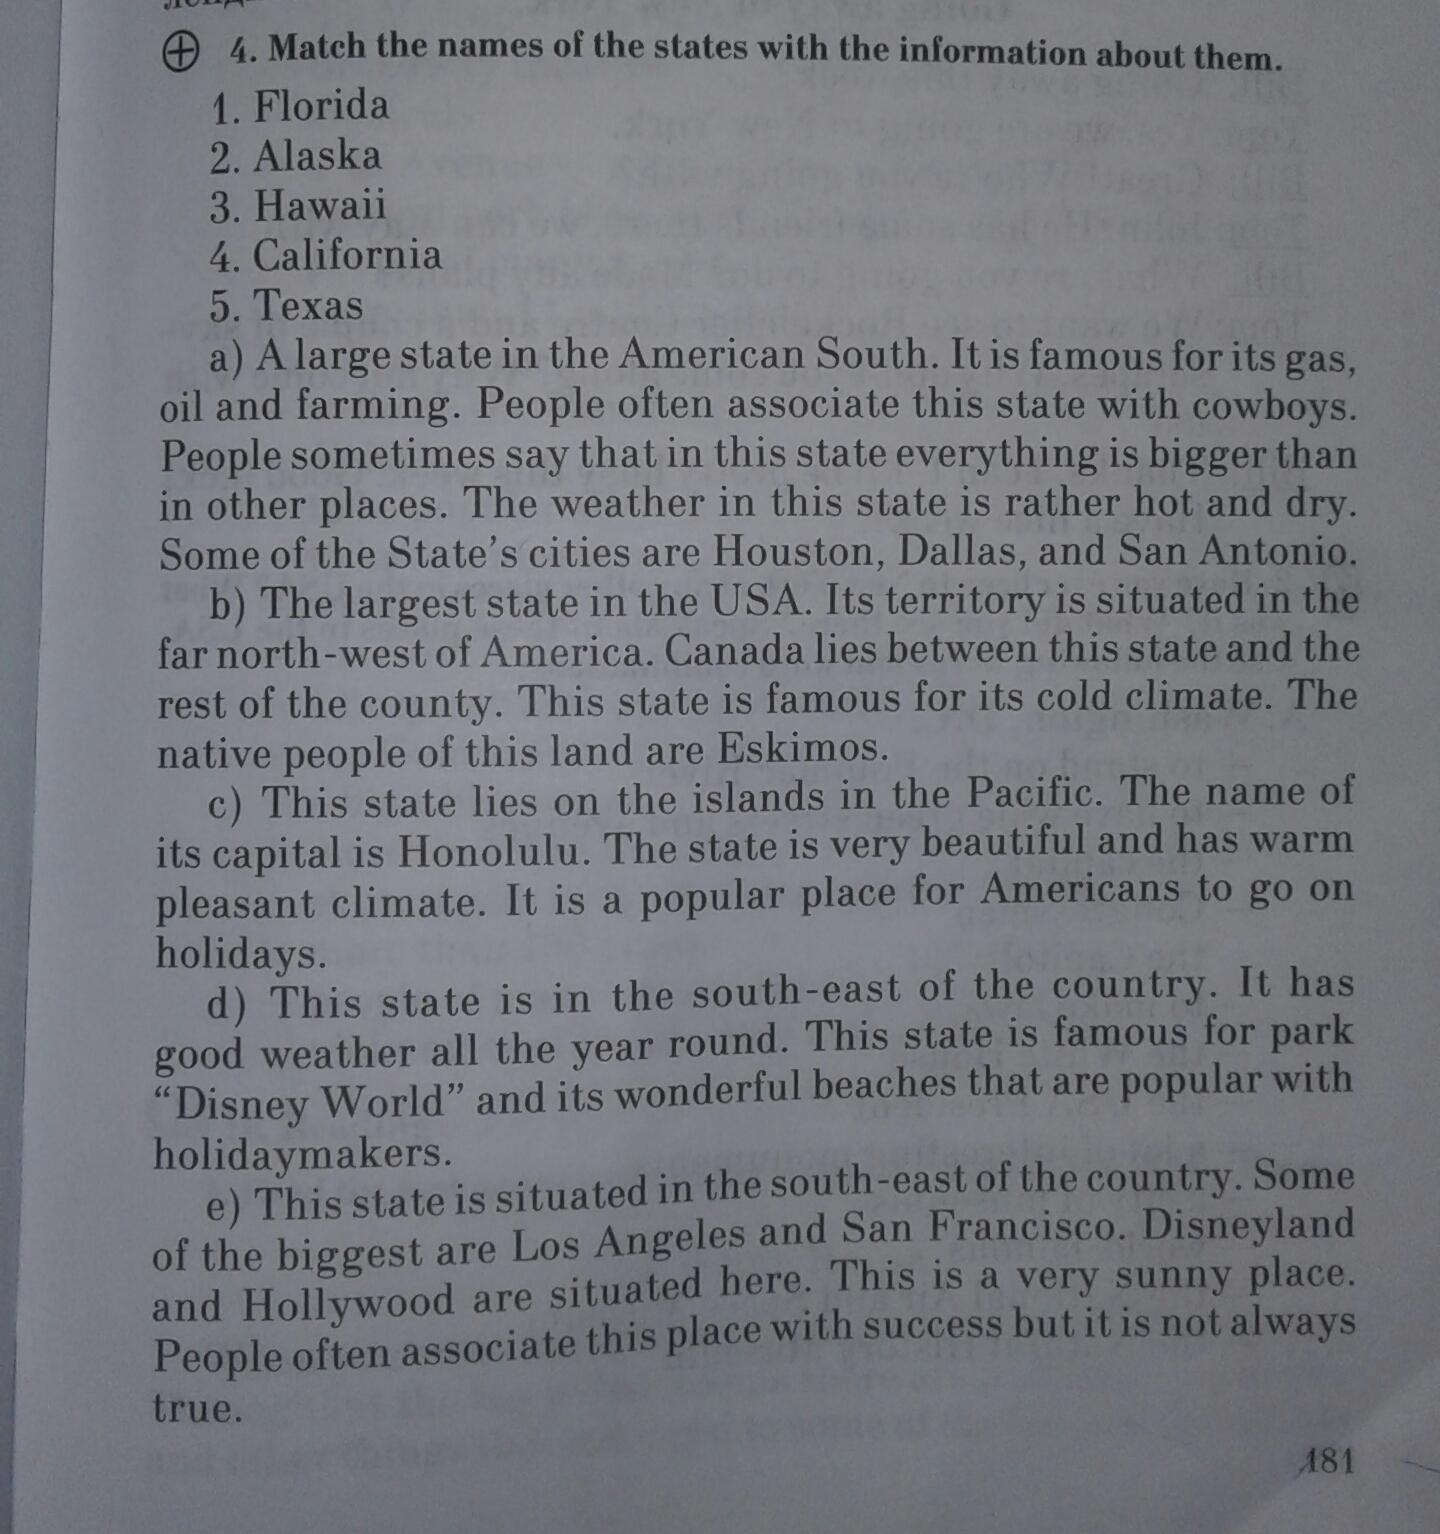 4. Match the names of the states with the information about them.
1. Florida
2. Alaska
3. Hawaii
4. California
5. Texas
a) A large state in the American South. It is famous for its gas,
oil and farming. People often associate this state with cowboys.
People sometimes say that in this state everything is bigger than
in other places. The weather in this state is rather hot and dry.
Some of the State's cities are Houston, Dallas, and San Antonio.
b) The largest state in the USA. Its territory is situated in the
far north-west of America. Canada lies between this state and the
rest of the county. This state is famous for its cold climate. The
native people of this land are Eskimos.
c) This state lies on the islands in the Pacific. The name of
its capital is Honolulu. The state is very beautiful and has warm
pleasant climate. It is a popular place for Americans to go on
holidays.
d) This state is in the south-east of the country. It has
good weather all the year round. This state is famous for park
“Disney World” and its wonderful beaches that are popular with
holidaymakers.
e) This state is situated in the south-east of the country. Some
of the biggest are Los Angeles and San Francisco. Disneyland
and Hollywood are situated here. This is a very sunny place.
People often associate this place with success but it is not always
true.
181